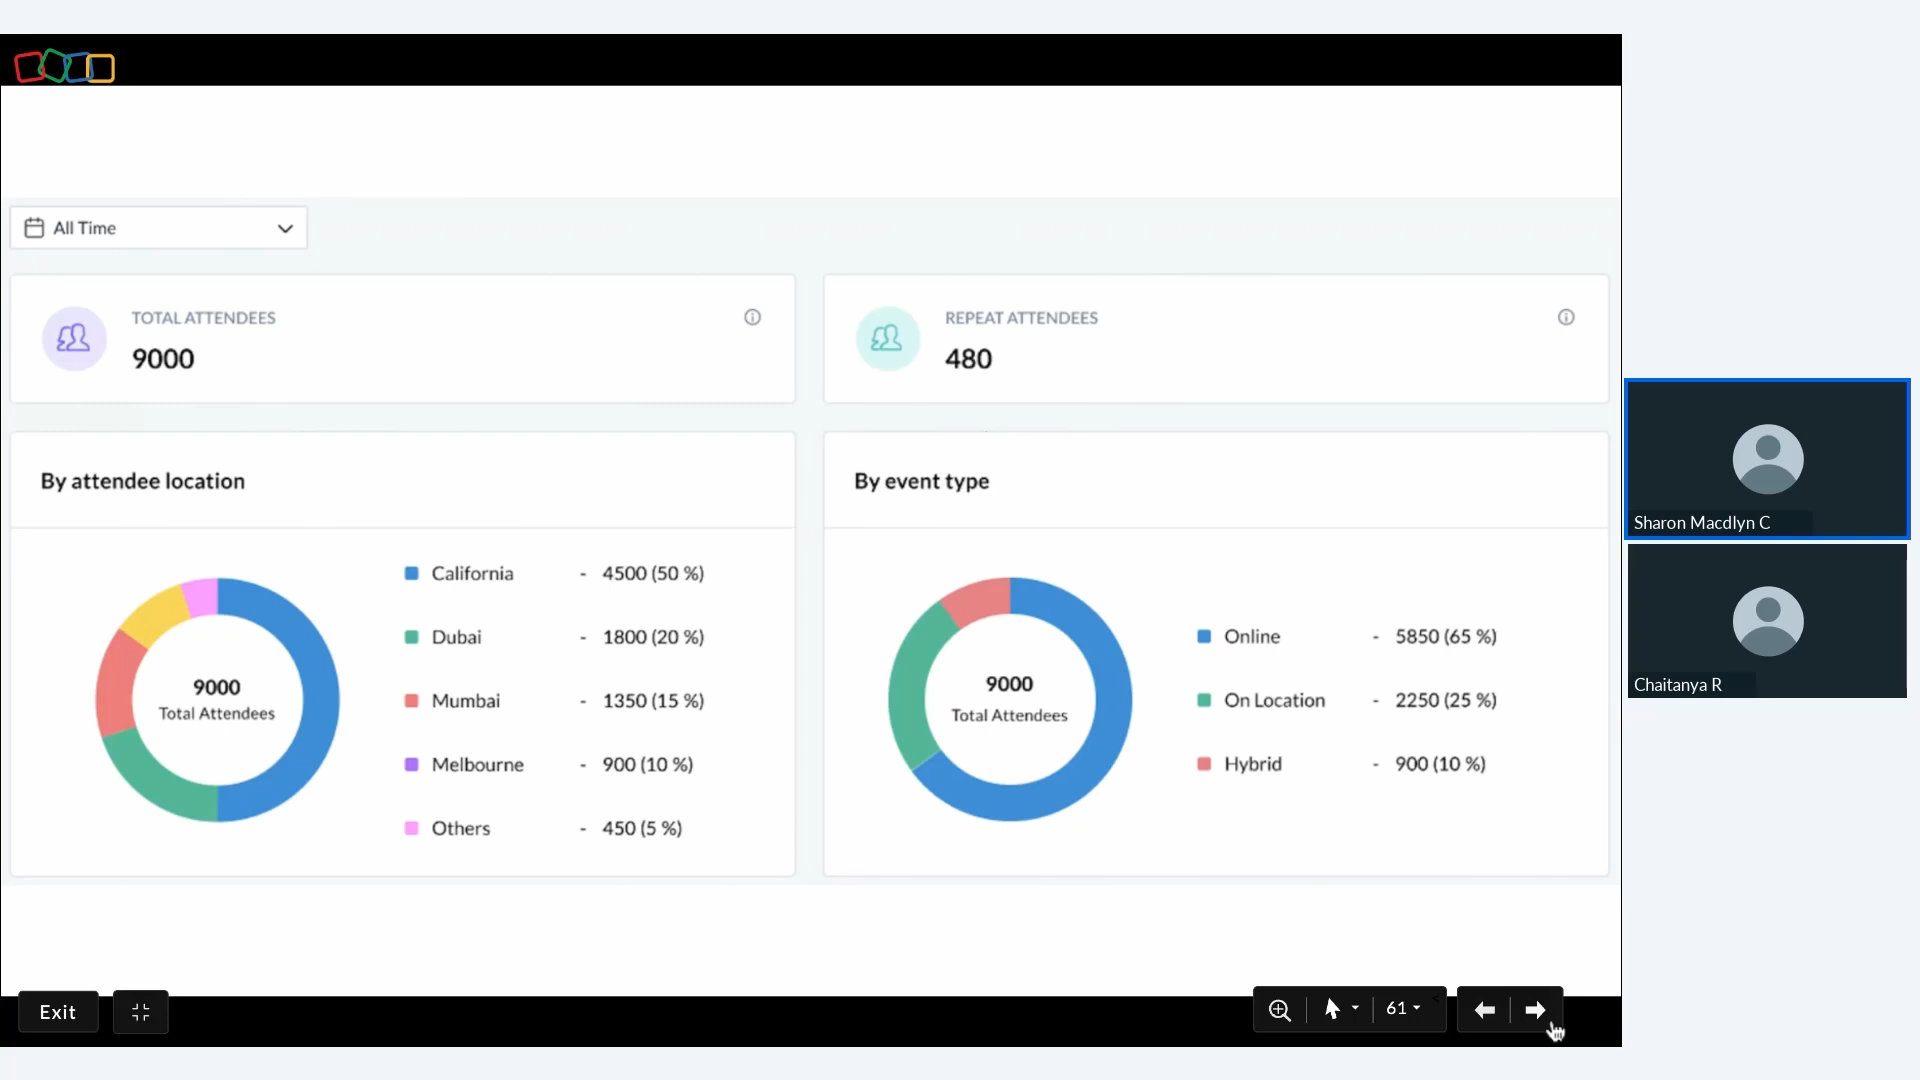 All Time
TOTAL ATTENDEES
9000
REPEAT ATTENDEES
480
By attendee location
9000
Total Attendees
California - 4500 (50 %)
Dubai - 1800 (20 %)
Mumbai - 1350 (15 %)
Melbourne - 900 (10 %)
Others - 450 (5 %)
By event type
9000
Total Attendees
Online - 5850 (65 %)
On Location - 2250 (25 %)
Hybrid - 900 (10 %)
Sharon Macdlyn C
Chaitanya R
Exit
61